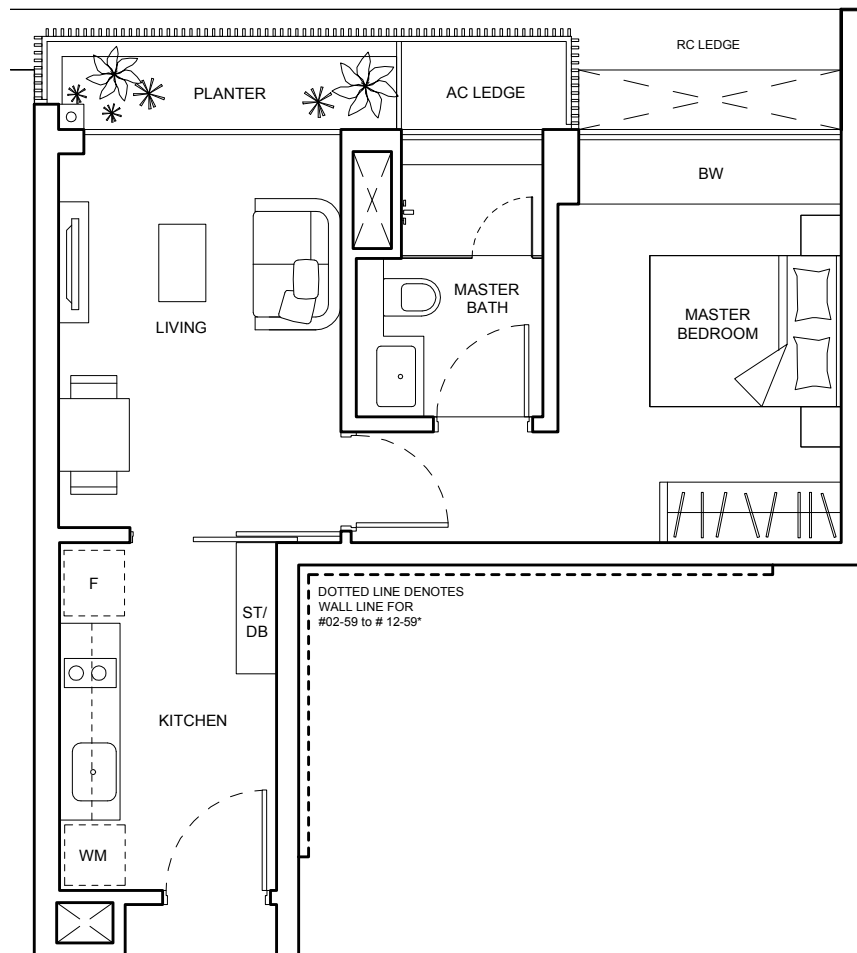 RC LEDGE
PLANTER
AC LEDGE
BW
MASTER
BATH
LIVING
MASTER
BEDROOM
F
ST/
DB
DOTTED LINE DENOTES
WALL LINE FOR
#02-59 to # 12-59*
KITCHEN
WM